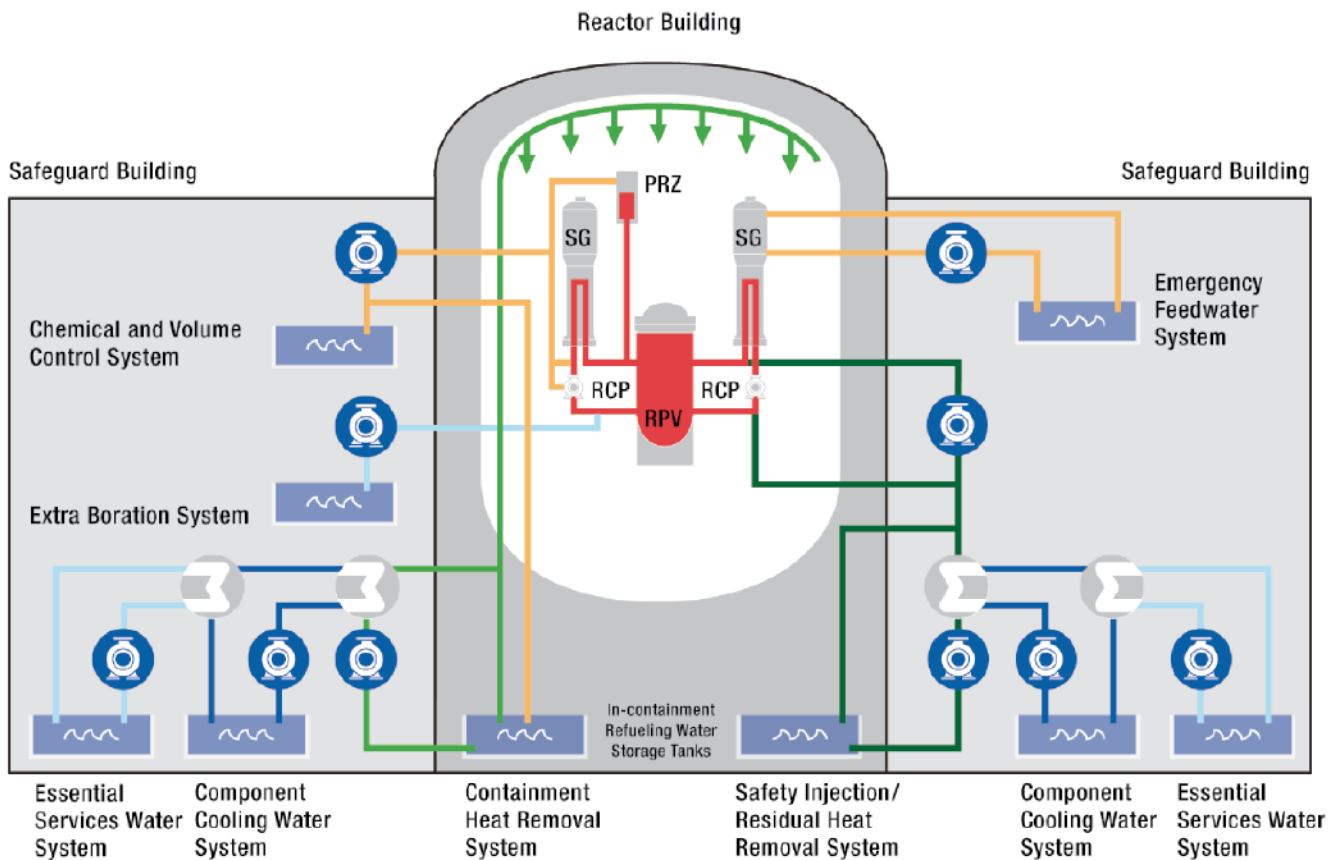 Reactor Building
Safeguard Building
Safeguard Building
PRZ
SG
SG
Chemical and Volume
Control System
Emergency
Feedwater
System
RCP
RCP
RPV
Extra Boration System
In-containment
Refueling Water
Storage Tanks
Essential
Services Water
System
Component
Cooling Water
System
Containment
Heat Removal
System
Safety Injection/
Residual Heat
Removal System
Component
Cooling Water
System
Essential
Services Water
System